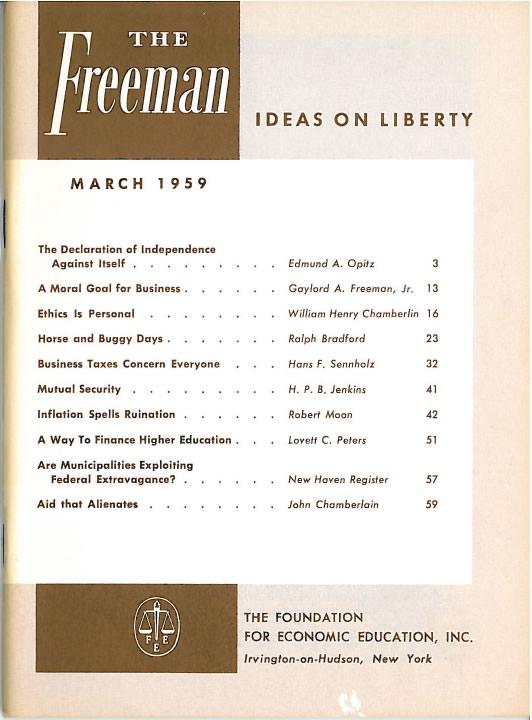 THE
Freeman
IDEAS ON LIBERTY
MARCH 1959
The Declaration of Independence
Against Itself . . . . . . . . . Edmund A. Opitz 3
A Moral Goal for Business . . . . . . Gaylord A. Freeman, Jr. 13
Ethics Is Personal . . . . . . . . William Henry Chamberlin 16
Horse and Buggy Days . . . . . . . Ralph Bradford 23
Business Taxes Concern Everyone . . . Hans F. Sennholz 32
Mutual Security . . . . . . . . . H. P. B. Jenkins 41
Inflation Spells Ruination . . . . . . Robert Moon 42
A Way To Finance Higher Education . . . Lovett C. Peters 51
Are Municipalities Exploiting
Federal Extravagance? . . . . . . New Haven Register 57
Aid that Alienates . . . . . . . . John Chamberlain 59
F E E
THE FOUNDATION
FOR ECONOMIC EDUCATION, INC.
Irvington-on-Hudson, New York